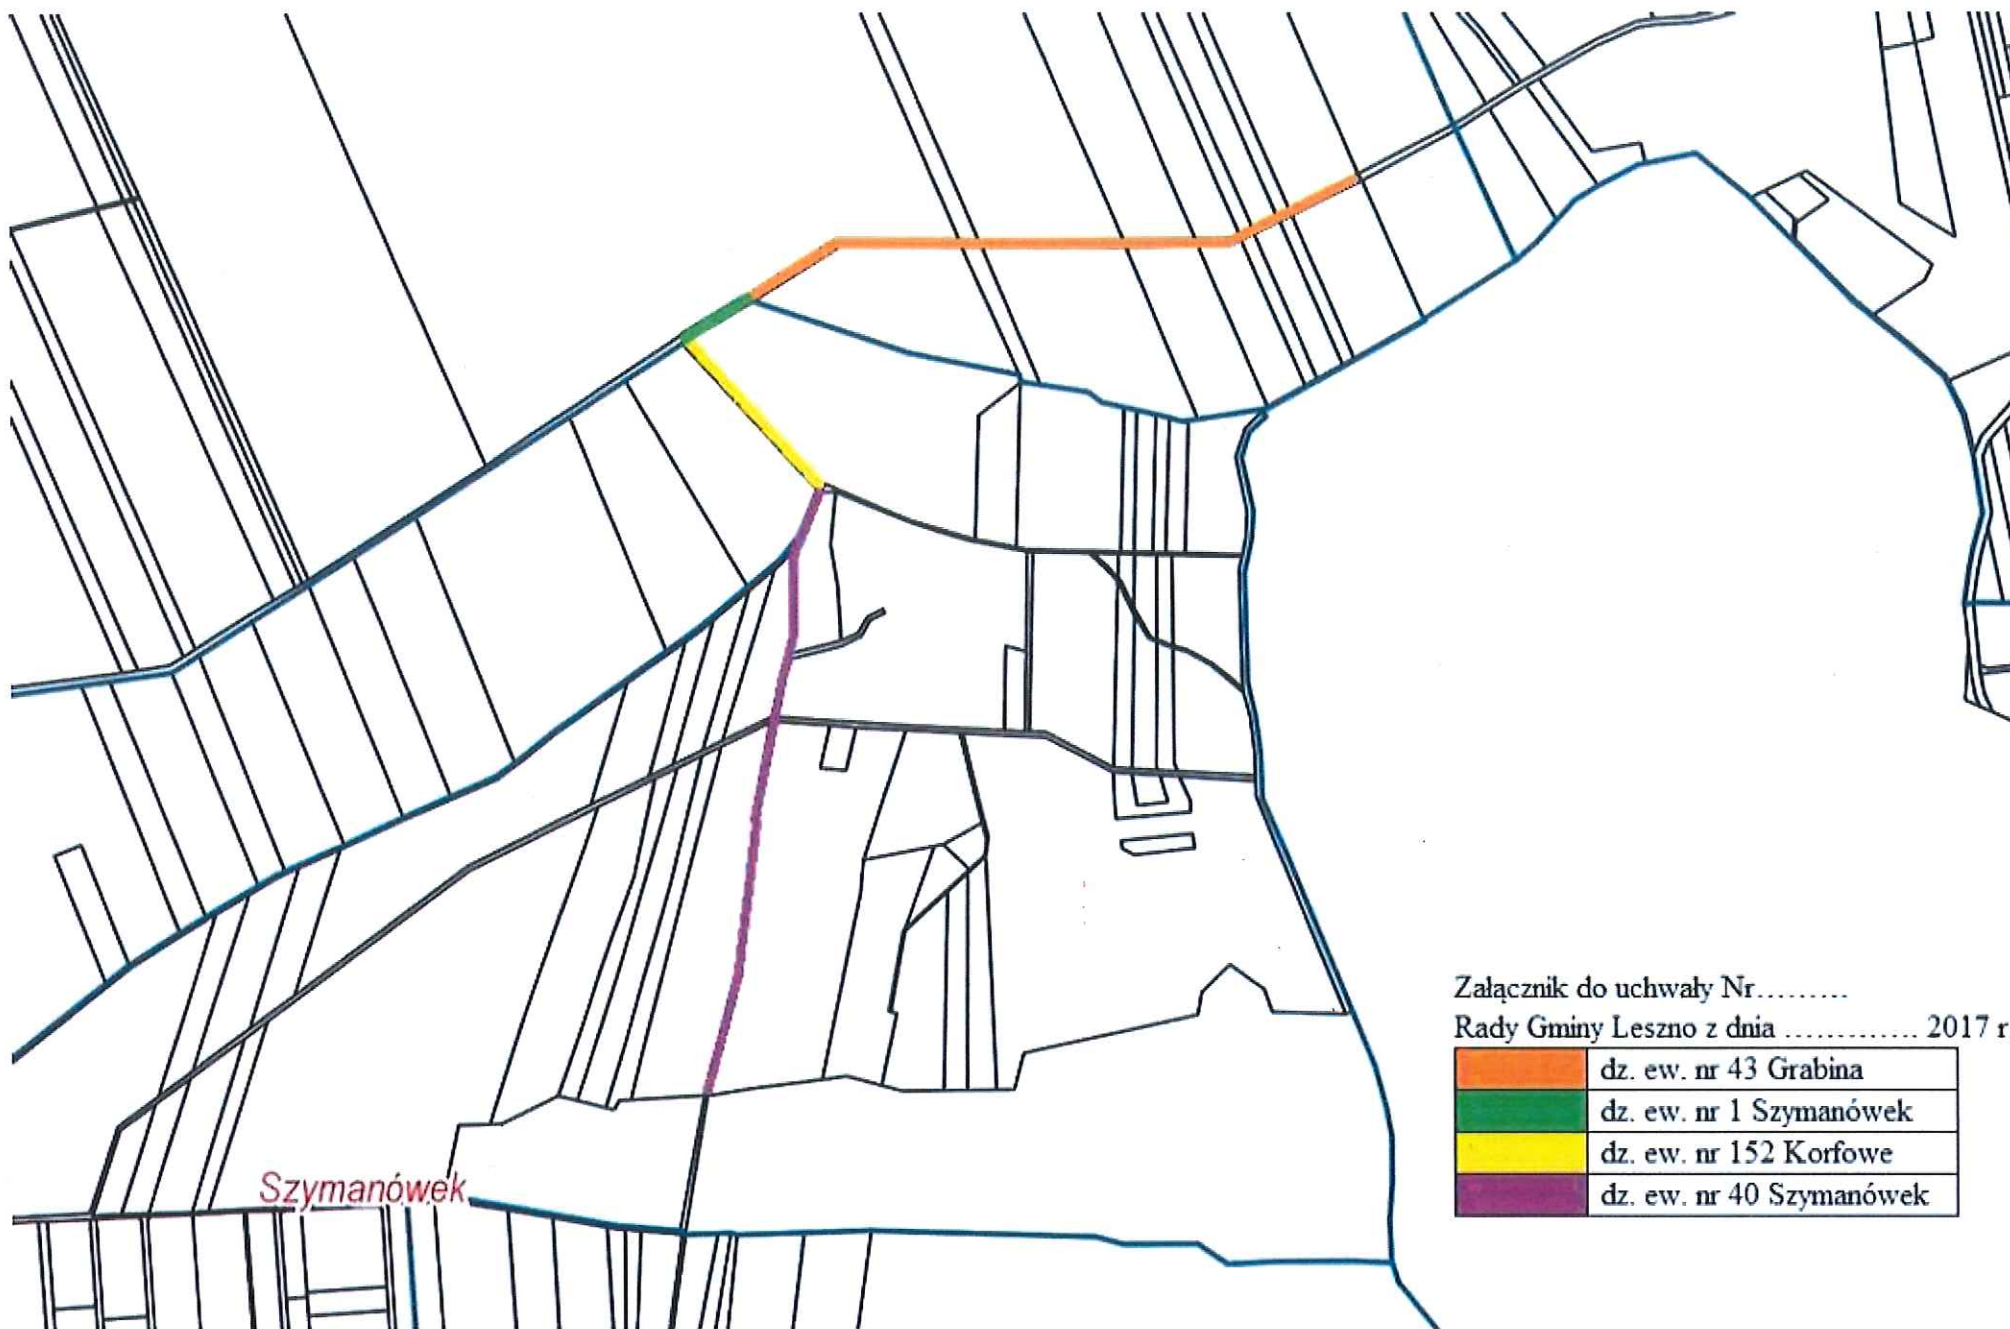 Załącznik do uchwały Nr.........
Rady Gminy Leszno z dnia ............. 2017 r
dz. ew. nr 43 Grabina
dz. ew. nr 1 Szymanówek
dz. ew. nr 152 Korfowe
dz. ew. nr 40 Szymanówek
Szymanówek